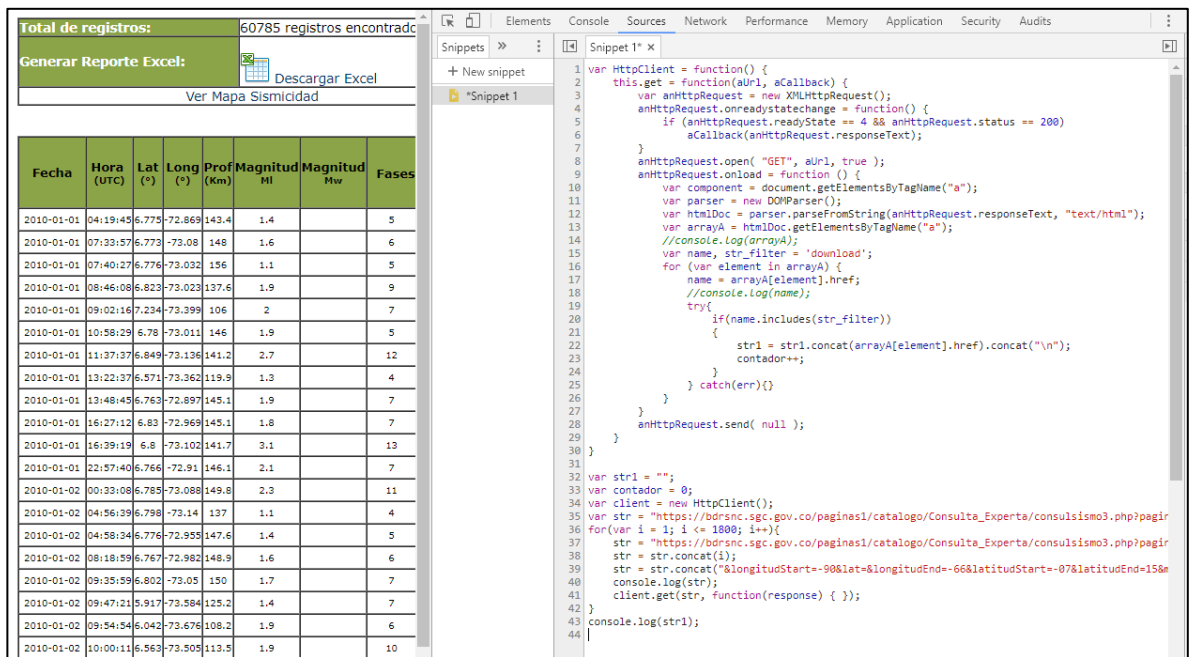 Total de registros: 60785 registros encontrado
Generar Reporte Excel: Descargar Excel
Ver Mapa Sismicidad
Fecha Hora (UTC) Lat (°) Long (°) Prof (Km) Magnitud Ml Magnitud Mw Fases
2010-01-01 04:19:45 6.775 -72.869 143.4 1.4 5
2010-01-01 07:33:57 6.773 -73.08 148 1.6 6
2010-01-01 07:40:27 6.776 -73.032 156 1.1 5
2010-01-01 08:46:08 6.823 -73.023 137.6 1.9 9
2010-01-01 09:02:16 7.234 -73.399 106 2 7
2010-01-01 10:58:29 6.78 -73.011 146 1.9 5
2010-01-01 11:37:37 6.849 -73.136 141.2 2.7 12
2010-01-01 13:22:37 6.571 -73.362 119.9 1.3 4
2010-01-01 13:48:45 6.763 -72.897 145.1 1.9 7
2010-01-01 16:27:12 6.83 -72.969 145.1 1.8 7
2010-01-01 16:39:19 6.8 -73.102 141.7 3.1 13
2010-01-01 22:57:40 6.766 -72.91 146.1 2.1 7
2010-01-02 00:33:08 6.785 -73.088 149.8 2.3 11
2010-01-02 04:56:39 6.798 -73.14 137 1.1 4
2010-01-02 04:58:34 6.776 -72.955 147.6 1.4 5
2010-01-02 08:18:59 6.767 -72.982 148.9 1.6 6
2010-01-02 09:35:59 6.802 -73.05 150 1.7 7
2010-01-02 09:47:21 5.917 -73.584 125.2 1.4 7
2010-01-02 09:54:54 6.042 -73.676 108.2 1.9 6
2010-01-02 10:00:11 6.563 -73.505 113.5 1.9 10
Elements Console Sources Network Performance Memory Application Security Audits
Snippets » Snippet 1* ×
+ New snippet
*Snippet 1
1 var HttpClient = function() {
2 this.get = function(aUrl, aCallback) {
3 var anHttpRequest = new XMLHttpRequest();
4 anHttpRequest.onreadystatechange = function() {
5 if (anHttpRequest.readyState == 4 && anHttpRequest.status == 200)
6 aCallback(anHttpRequest.responseText);
7 }
8 anHttpRequest.open( "GET", aUrl, true );
9 anHttpRequest.onload = function () {
10 var component = document.getElementsByTagName("a");
11 var parser = new DOMParser();
12 var htmlDoc = parser.parseFromString(anHttpRequest.responseText, "text/html");
13 var arrayA = htmlDoc.getElementsByTagName("a");
14 //console.log(arrayA);
15 var name, str_filter = 'download';
16 for (var element in arrayA) {
17 name = arrayA[element].href;
18 //console.log(name);
19 try{
20 if(name.includes(str_filter))
21 {
22 str1 = str1.concat(arrayA[element].href).concat("\n");
23 contador++;
24 }
25 } catch(err){}
26 }
27 }
28 anHttpRequest.send( null );
29 }
30 }
31
32 var str1 = "";
33 var contador = 0;
34 var client = new HttpClient();
35 var str = "https://bdrsnc.sgc.gov.co/paginas1/catalogo/Consulta_Experta/consulsismo3.php?pagir
36 for(var i = 1; i <= 1800; i++){
37 str = "https://bdrsnc.sgc.gov.co/paginas1/catalogo/Consulta_Experta/consulsismo3.php?pagir
38 str = str.concat(i);
39 str = str.concat("&longitudStart=-90&lat=&longitudEnd=-66&latitudStart=-07&latitudEnd=15&m
40 console.log(str);
41 client.get(str, function(response) { });
42 }
43 console.log(str1);
44